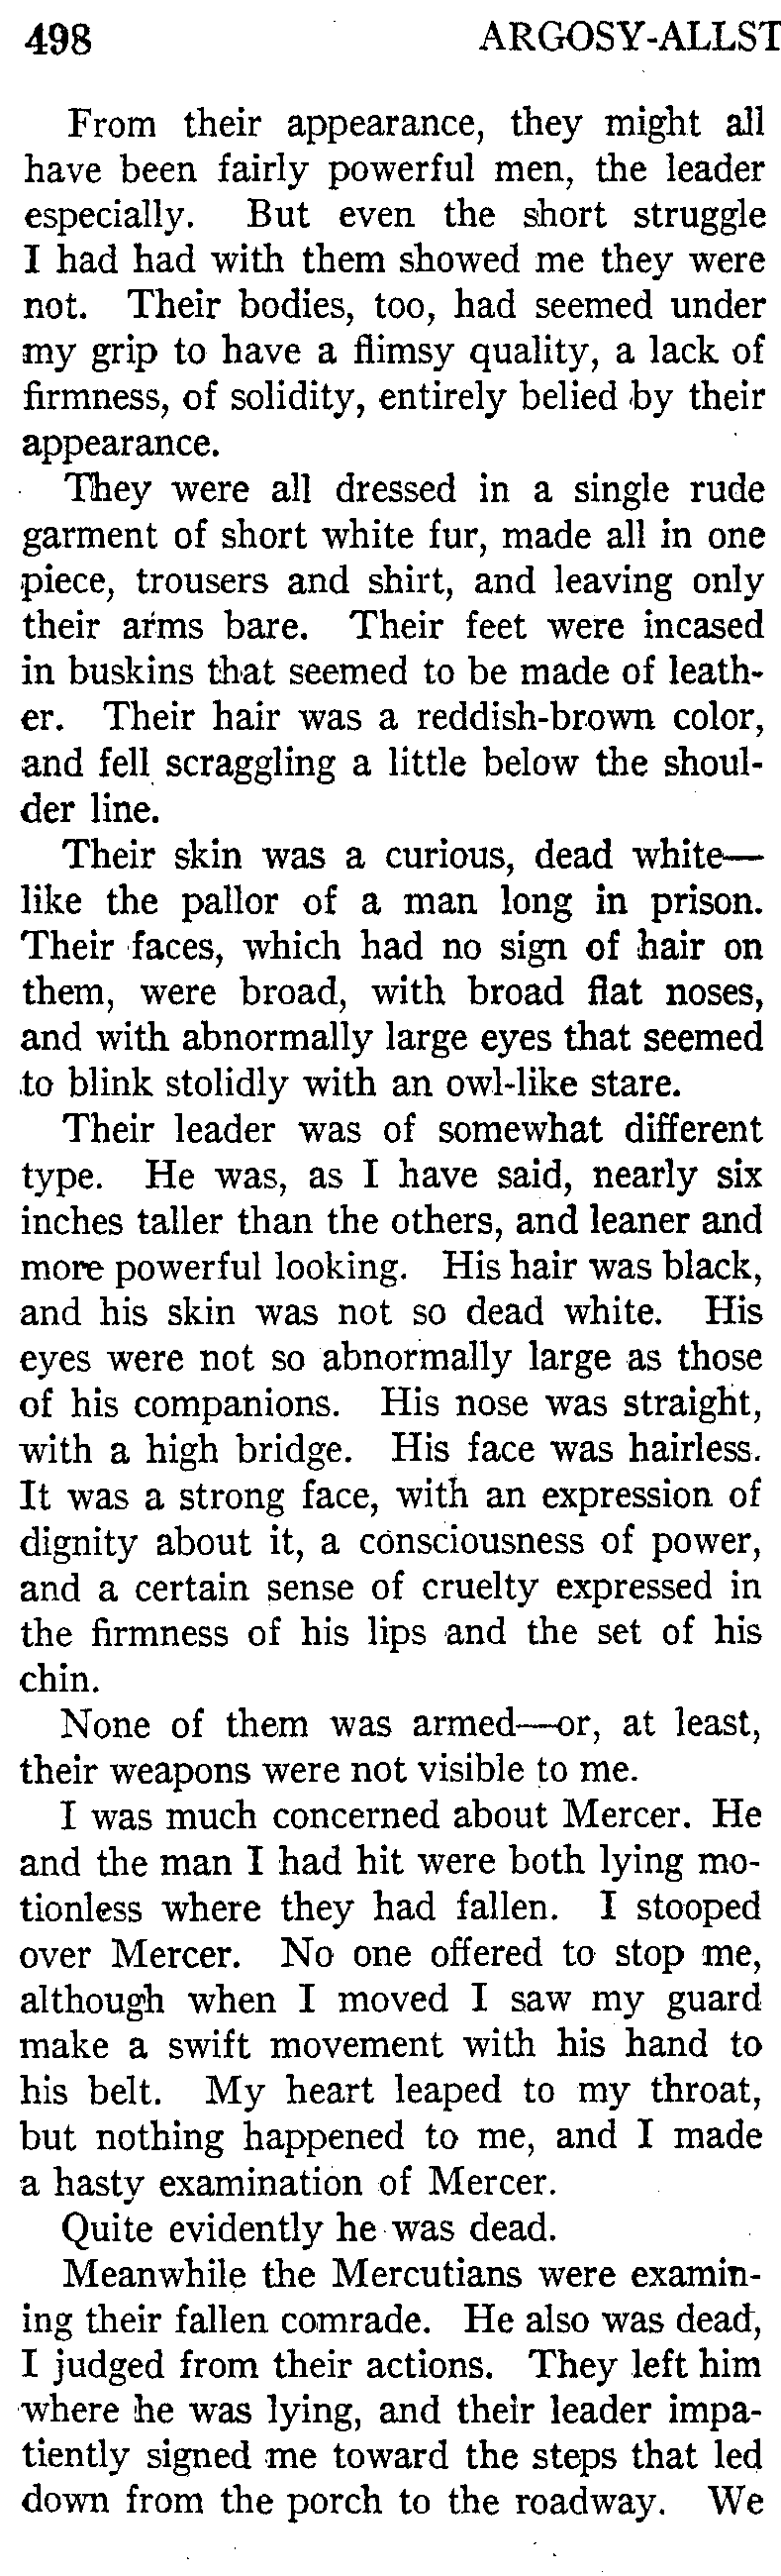 498 ARGOSY-ALLST
From their appearance, they might all
have been fairly powerful men, the leader
especially. But even the short struggle
I had had with them showed me they were
not. Their bodies, too, had seemed under
my grip to have a flimsy quality, a lack of
firmness, of solidity, entirely belied by their
appearance.
They were all dressed in a single rude
garment of short white fur, made all in one
piece, trousers and shirt, and leaving only
their arms bare. Their feet were incased
in buskins that seemed to be made of leath-
er. Their hair was a reddish-brown color,
and fell scraggling a little below the shoul-
der line.
Their skin was a curious, dead white—
like the pallor of a man long in prison.
Their faces, which had no sign of hair on
them, were broad, with broad flat noses,
and with abnormally large eyes that seemed
to blink stolidly with an owl-like stare.
Their leader was of somewhat different
type. He was, as I have said, nearly six
inches taller than the others, and leaner and
more powerful looking. His hair was black,
and his skin was not so dead white. His
eyes were not so abnormally large as those
of his companions. His nose was straight,
with a high bridge. His face was hairless.
It was a strong face, with an expression of
dignity about it, a consciousness of power,
and a certain sense of cruelty expressed in
the firmness of his lips and the set of his
chin.
None of them was armed—or, at least,
their weapons were not visible to me.
I was much concerned about Mercer. He
and the man I had hit were both lying mo-
tionless where they had fallen. I stooped
over Mercer. No one offered to stop me,
although when I moved I saw my guard
make a swift movement with his hand to
his belt. My heart leaped to my throat,
but nothing happened to me, and I made
a hasty examination of Mercer.
Quite evidently he was dead.
Meanwhile the Mercutians were examin-
ing their fallen comrade. He also was dead,
I judged from their actions. They left him
where he was lying, and their leader impa-
tiently signed me toward the steps that led
down from the porch to the roadway. We